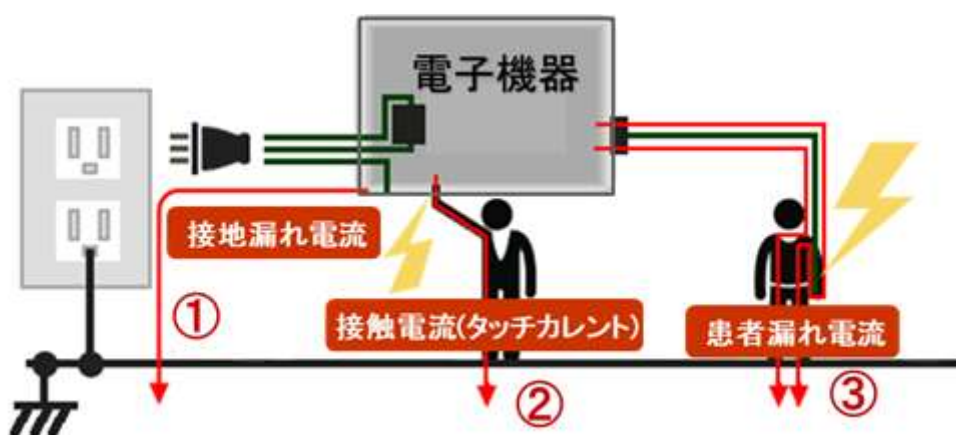 電子機器
接地漏れ電流
①
接触電流(タッチカレント)
②
患者漏れ電流
③